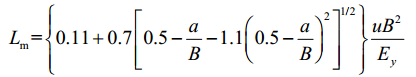 L_m = {0.11 + 0.7[0.5 − a/B − 1.1(0.5 − a/B)^2]^{1/2}} uB^2/E_y